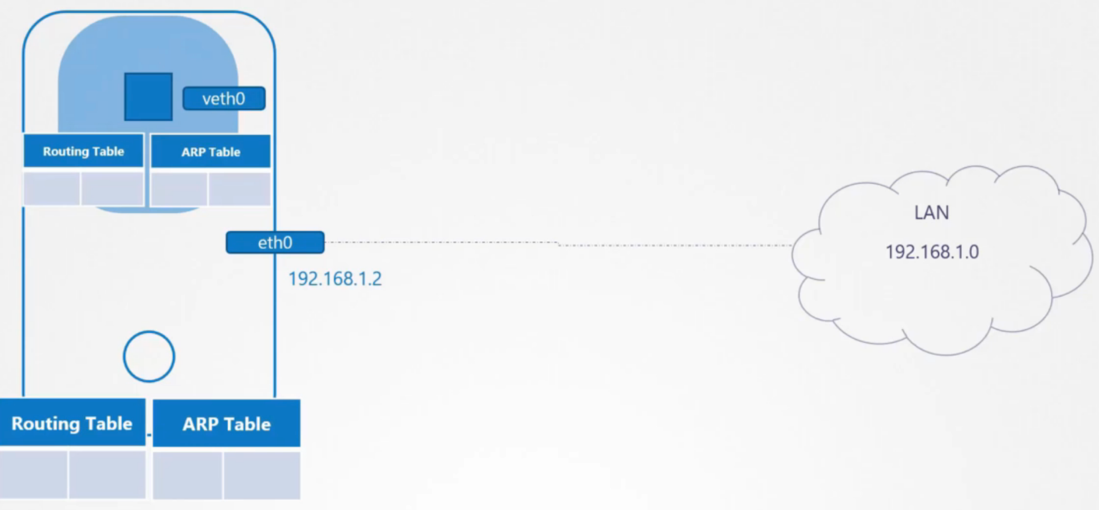 veth0
Routing Table
ARP Table
eth0
192.168.1.2
LAN
192.168.1.0
Routing Table
ARP Table